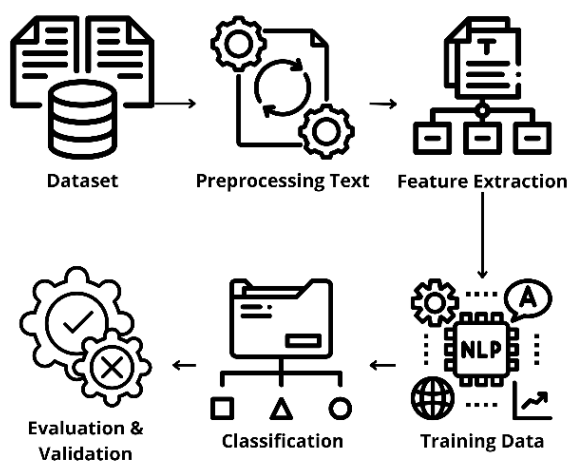 T
Dataset
Preprocessing Text
Feature Extraction
A
NLP
Evaluation &
Validation
Classification
Training Data